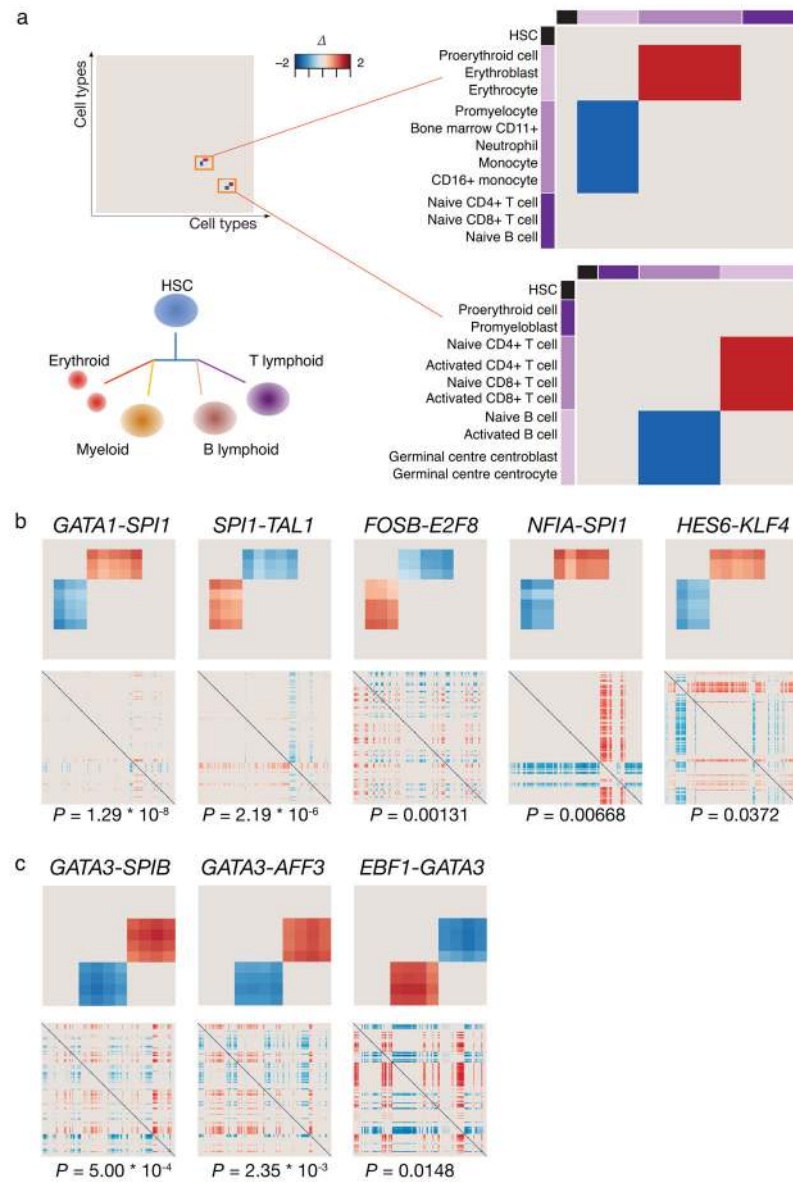 a
Δ
−2 2
Cell types
Cell types
HSC
Proerythroid cell
Erythroblast
Erythrocyte
Promyelocyte
Bone marrow CD11+
Neutrophil
Monocyte
CD16+ monocyte
Naive CD4+ T cell
Naive CD8+ T cell
Naive B cell
HSC
Erythroid
T lymphoid
Myeloid
B lymphoid
HSC
Proerythroid cell
Promyeloblast
Naive CD4+ T cell
Activated CD4+ T cell
Naive CD8+ T cell
Activated CD8+ T cell
Naive B cell
Activated B cell
Germinal centre centroblast
Germinal centre centrocyte
b
GATA1-SPI1 SPI1-TAL1 FOSB-E2F8 NFIA-SPI1 HES6-KLF4
P = 1.29 * 10-8 P = 2.19 * 10-6 P = 0.00131 P = 0.00668 P = 0.0372
c
GATA3-SPIB GATA3-AFF3 EBF1-GATA3
P = 5.00 * 10-4 P = 2.35 * 10-3 P = 0.0148